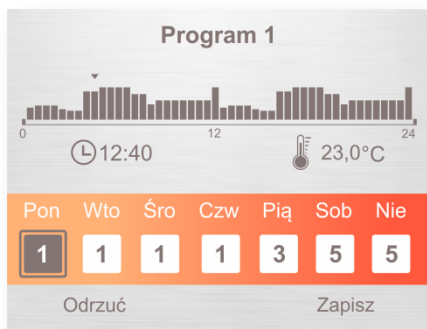 Program 1
0 12 24
12:40 23,0°C
Pon Wto Śro Czw Pią Sob Nie
1 1 1 1 3 5 5
Odrzuć Zapisz